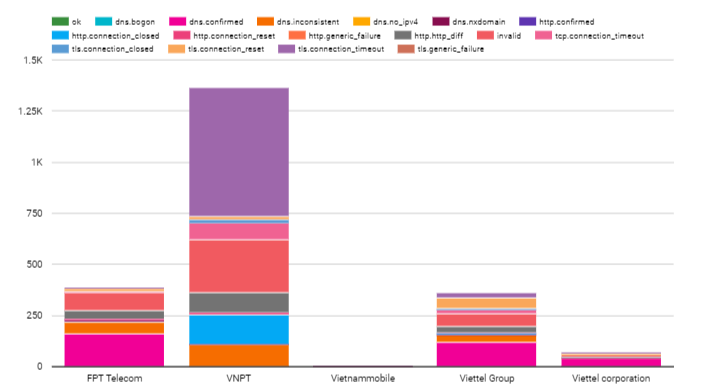 ok dns.bogon dns.confirmed dns.inconsistent dns.no_ipv4 dns.nxdomain http.confirmed
http.connection_closed http.connection_reset http.generic_failure http.http_diff invalid tcp.connection_timeout
tls.connection_closed tls.connection_reset tls.connection_timeout tls.generic_failure
1.5K
1.25K
1K
750
500
250
0
FPT Telecom VNPT Vietnammobile Viettel Group Viettel corporation